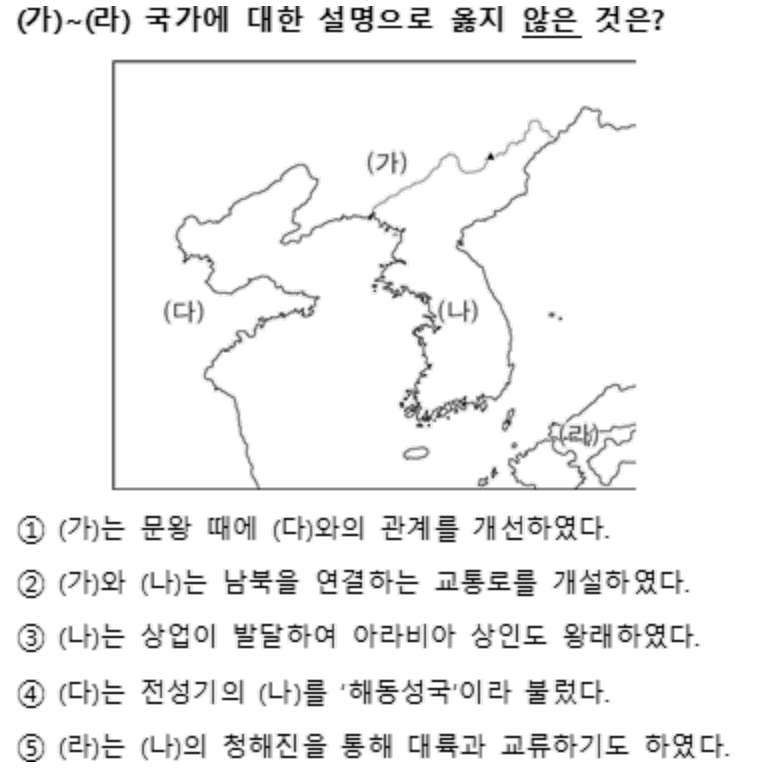 (가)~(라) 국가에 대한 설명으로 옳지 않은 것은?
(가)
(다)
(나)
(라)
① (가)는 문왕 때에 (다)와의 관계를 개선하였다.
② (가)와 (나)는 남북을 연결하는 교통로를 개설하였다.
③ (나)는 상업이 발달하여 아라비아 상인도 왕래하였다.
④ (다)는 전성기의 (나)를 '해동성국'이라 불렀다.
⑤ (라)는 (나)의 청해진을 통해 대륙과 교류하기도 하였다.